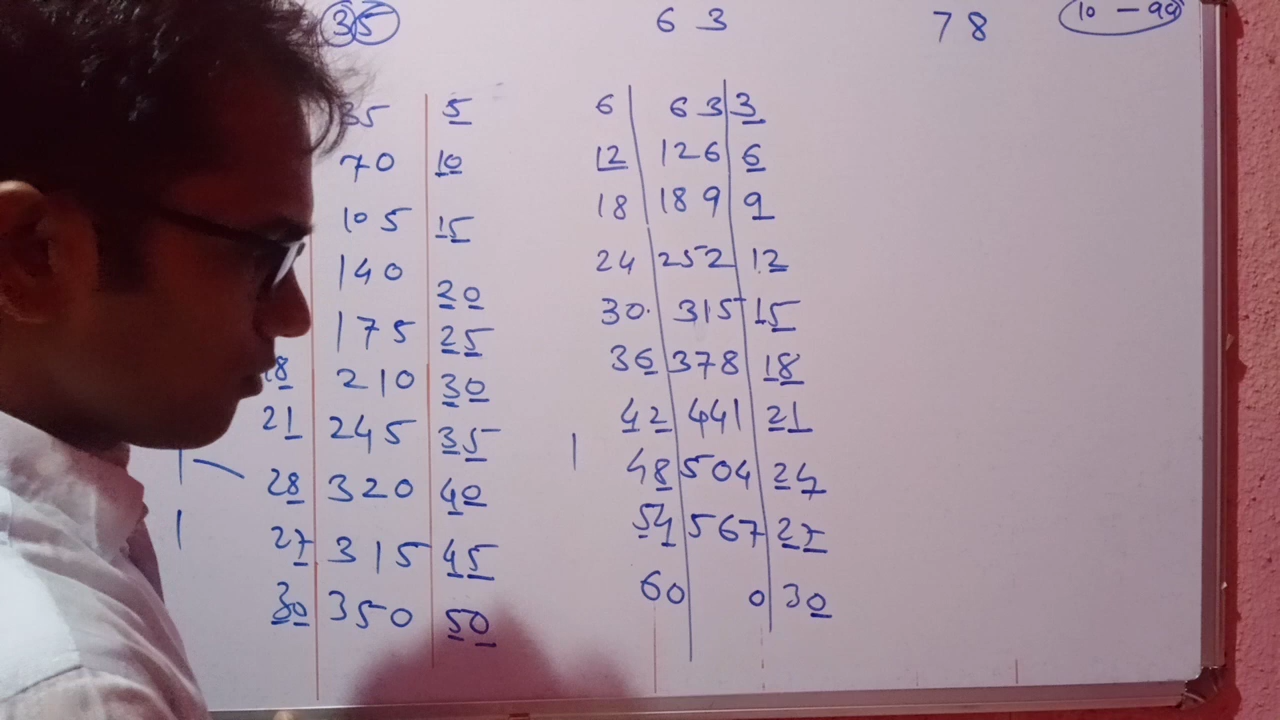 35 63 78 10 - 99
35 5 6 63 3
70 10 12 126 6
105 15 18 189 9
140 20 24 252 12
175 25 30. 315 15
18 210 30 36 378 18
21 245 35 42 441 21
28 320 40 48 504 24
27 315 45 54 567 27
30 350 50 60 0 30